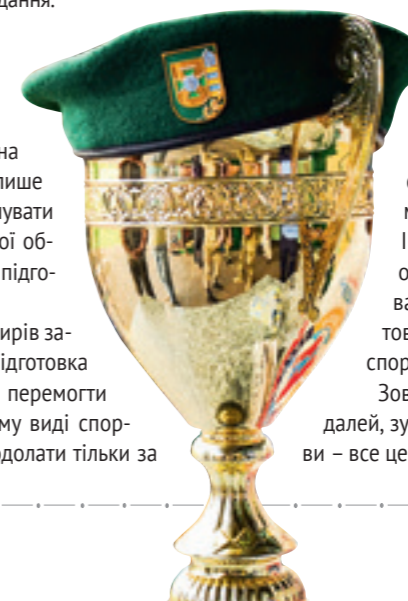 дання.
на
лише
увати
ої об-
підго-
ирів за-
ідготовка
перемогти
му виді спор-
одолати тільки за
м
І
о
ва
тов
спор
Зов
далей, зу
ви – все це